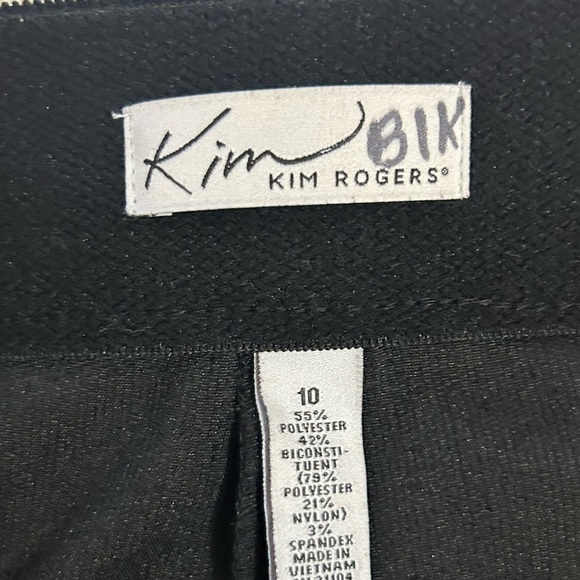 Kim BIK
KIM ROGERS®
10
55%
POLYESTER
42%
BICONSTI-
TUENT
(79%
POLYESTER
21%
NYLON)
3%
SPANDEX
MADE IN
VIETNAM